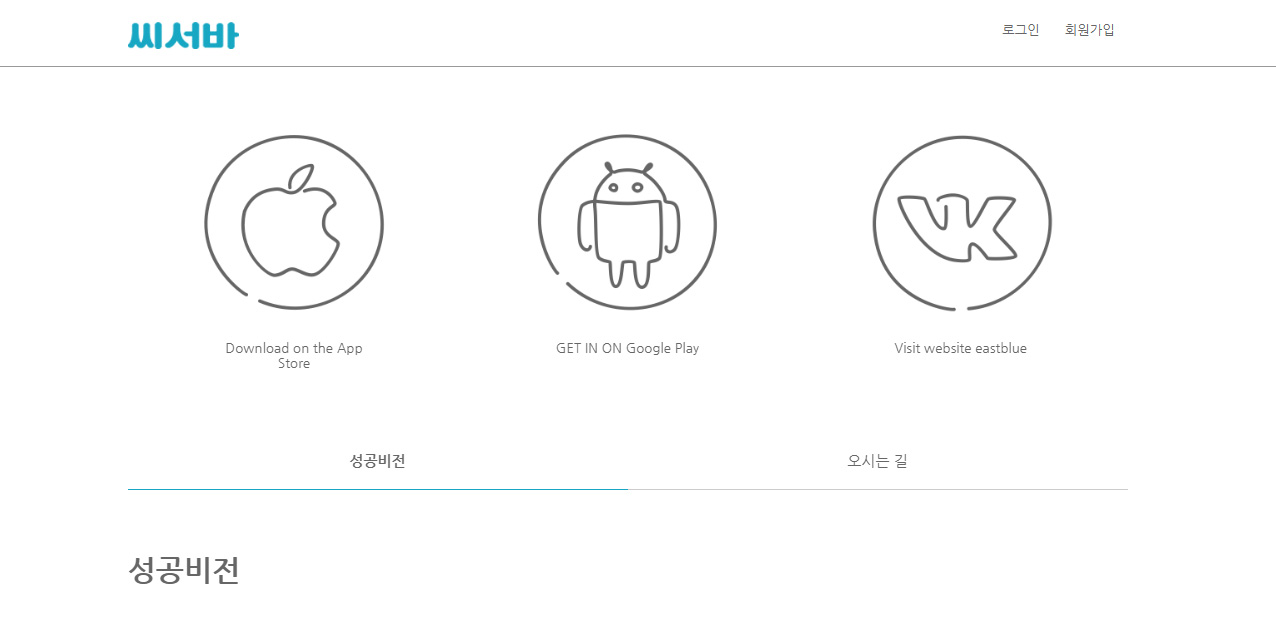 씨서바
로그인 회원가입
Download on the App
Store
GET IN ON Google Play
Visit website eastblue
성공비전 오시는 길
성공비전